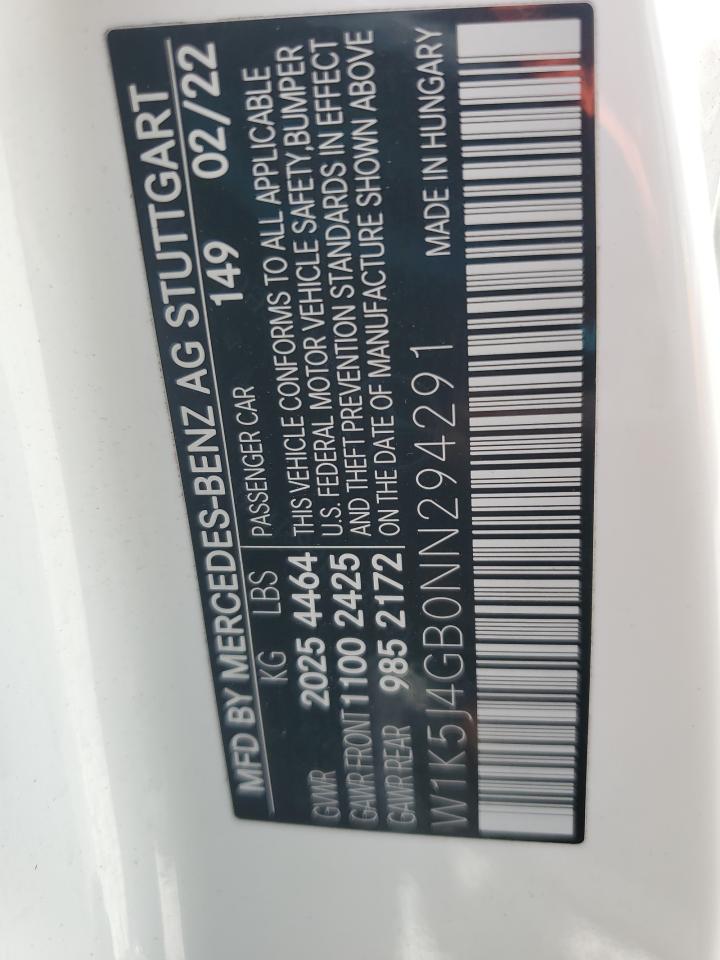 MFD BY MERCEDES-BENZ AG STUTTGART
KG LBS 149 02/22
GVWR 2025 4464
GAWR FRONT 1100 2425
GAWR REAR 985 2172
PASSENGER CAR
THIS VEHICLE CONFORMS TO ALL APPLICABLE
U.S. FEDERAL MOTOR VEHICLE SAFETY, BUMPER
AND THEFT PREVENTION STANDARDS IN EFFECT
ON THE DATE OF MANUFACTURE SHOWN ABOVE
W1K5J4GB0NN294291 MADE IN HUNGARY